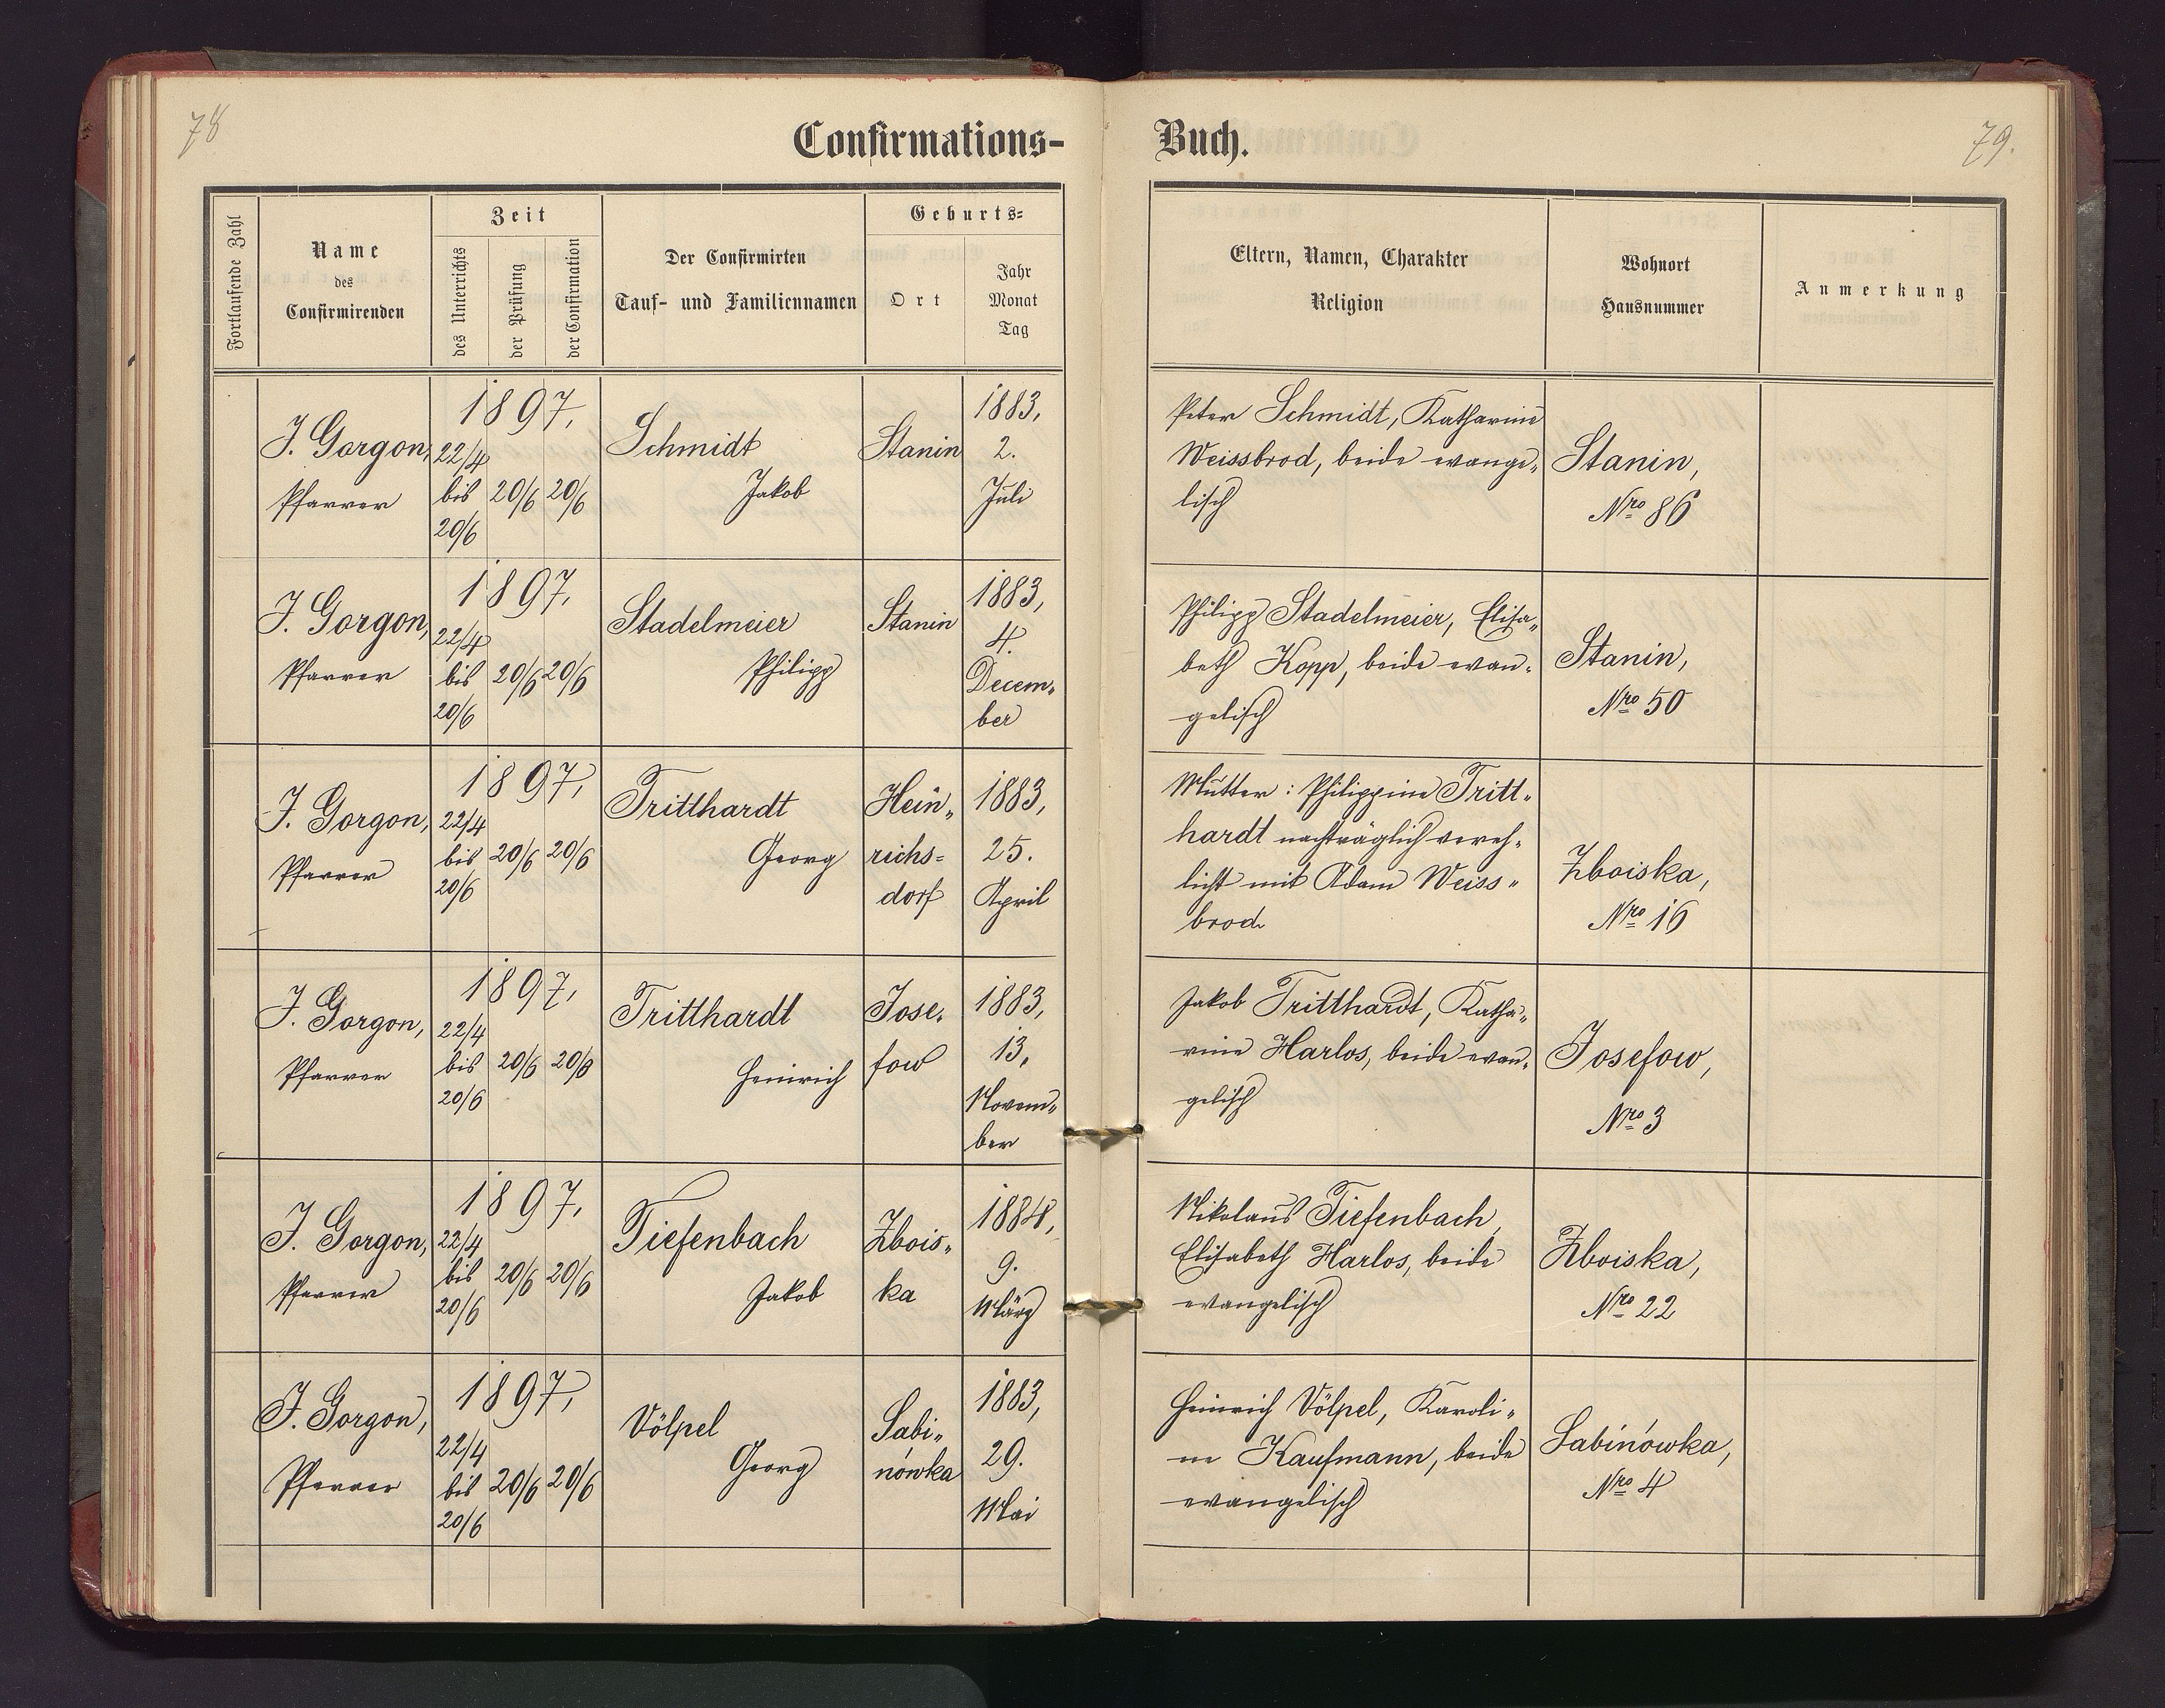 78
Confirmations-
Fortlaufende Zahl
Name
des
Confirmirenden
Zeit
des Unterrichts
der Prüfung
der Confirmation
Der Confirmirten
Tauf- und Familiennamen
Geburts-
Ort
Jahr
Monat
Tag
J. Gorgon,
Pfarrer
1897,
22/4
bis
20/6
20/6
20/6
Schmidt
Jakob
Stanin
1883,
2.
Juli
J. Gorgon,
Pfarrer
1897,
22/4
bis
20/6
20/6
20/6
Stadelmeier
Philipp
Stanin
1883,
4.
Decem-
ber
J. Gorgon,
Pfarrer
1897,
22/4
bis
20/6
20/6
20/6
Tritthardt
Georg
Hein-
richs-
dorf
1883,
25.
April
J. Gorgon,
Pfarrer
1897,
22/4
bis
20/6
20/6
20/6
Tritthardt
Heinrich
Jose-
fow
1883,
13,
Novem-
ber
J. Gorgon,
Pfarrer
1897,
22/4
bis
20/6
20/6
20/6
Tiefenbach
Jakob
Zbois-
ka
1884,
9.
März
J. Gorgon,
Pfarrer
1897,
22/4
bis
20/6
20/6
20/6
Völpel
Georg
Sabi-
nówka
1883,
29.
Mai
Buch.
79.
Eltern, Namen, Charakter
Religion
Wohnort
Hausnummer
Anmerkung
Peter Schmidt, Katharine
Weissbrod, beide evange-
lisch
Stanin,
Nro 86
Philipp Stadelmeier, Elisa-
beth Kopp, beide evan-
gelisch
Stanin,
Nro 50
Mutter: Philippine Tritt-
hardt nachträglich vereh-
licht mit Adam Weiss-
brod
Zboiska,
Nro 16
Jakob Tritthardt, Katha-
rine Harlos, beide evan-
gelisch
Josefow,
Nro 3
Nikolaus Tiefenbach,
Elisabeth Harlos, beide
evangelisch
Zboiska,
Nro 22
Heinrich Völpel, Karoli-
ne Kaufmann, beide
evangelisch
Sabinówka,
Nro 4